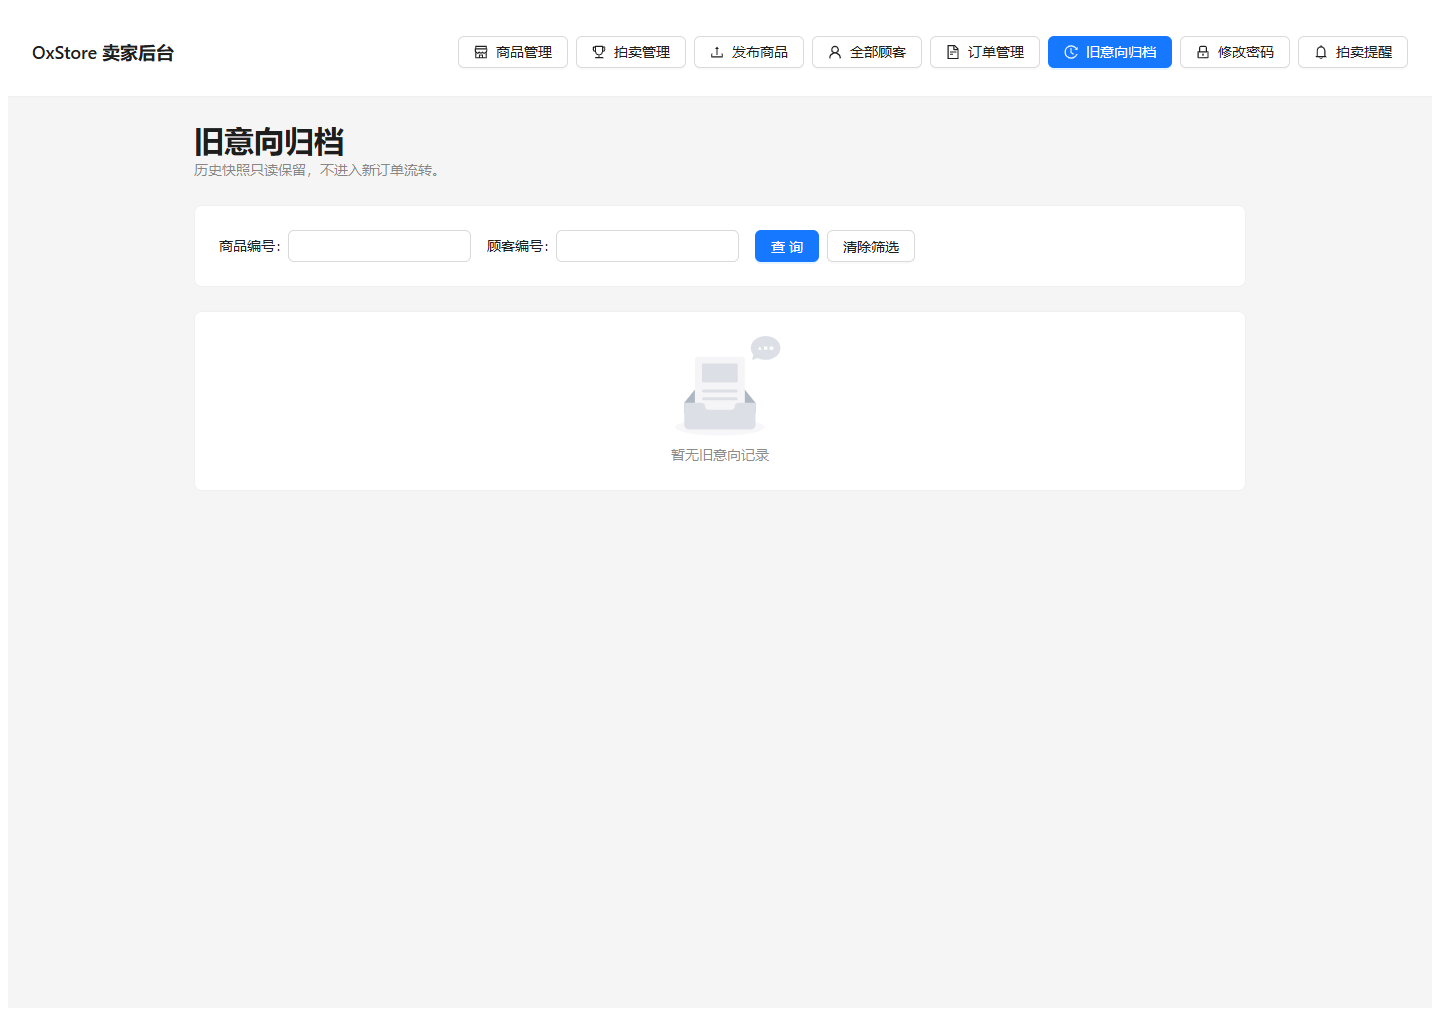 OxStore 卖家后台
商品管理 拍卖管理 发布商品 全部顾客 订单管理 旧意向归档 修改密码 拍卖提醒
旧意向归档
历史快照只读保留，不进入新订单流转。
商品编号: 顾客编号: 查 询 清除筛选
暂无旧意向记录